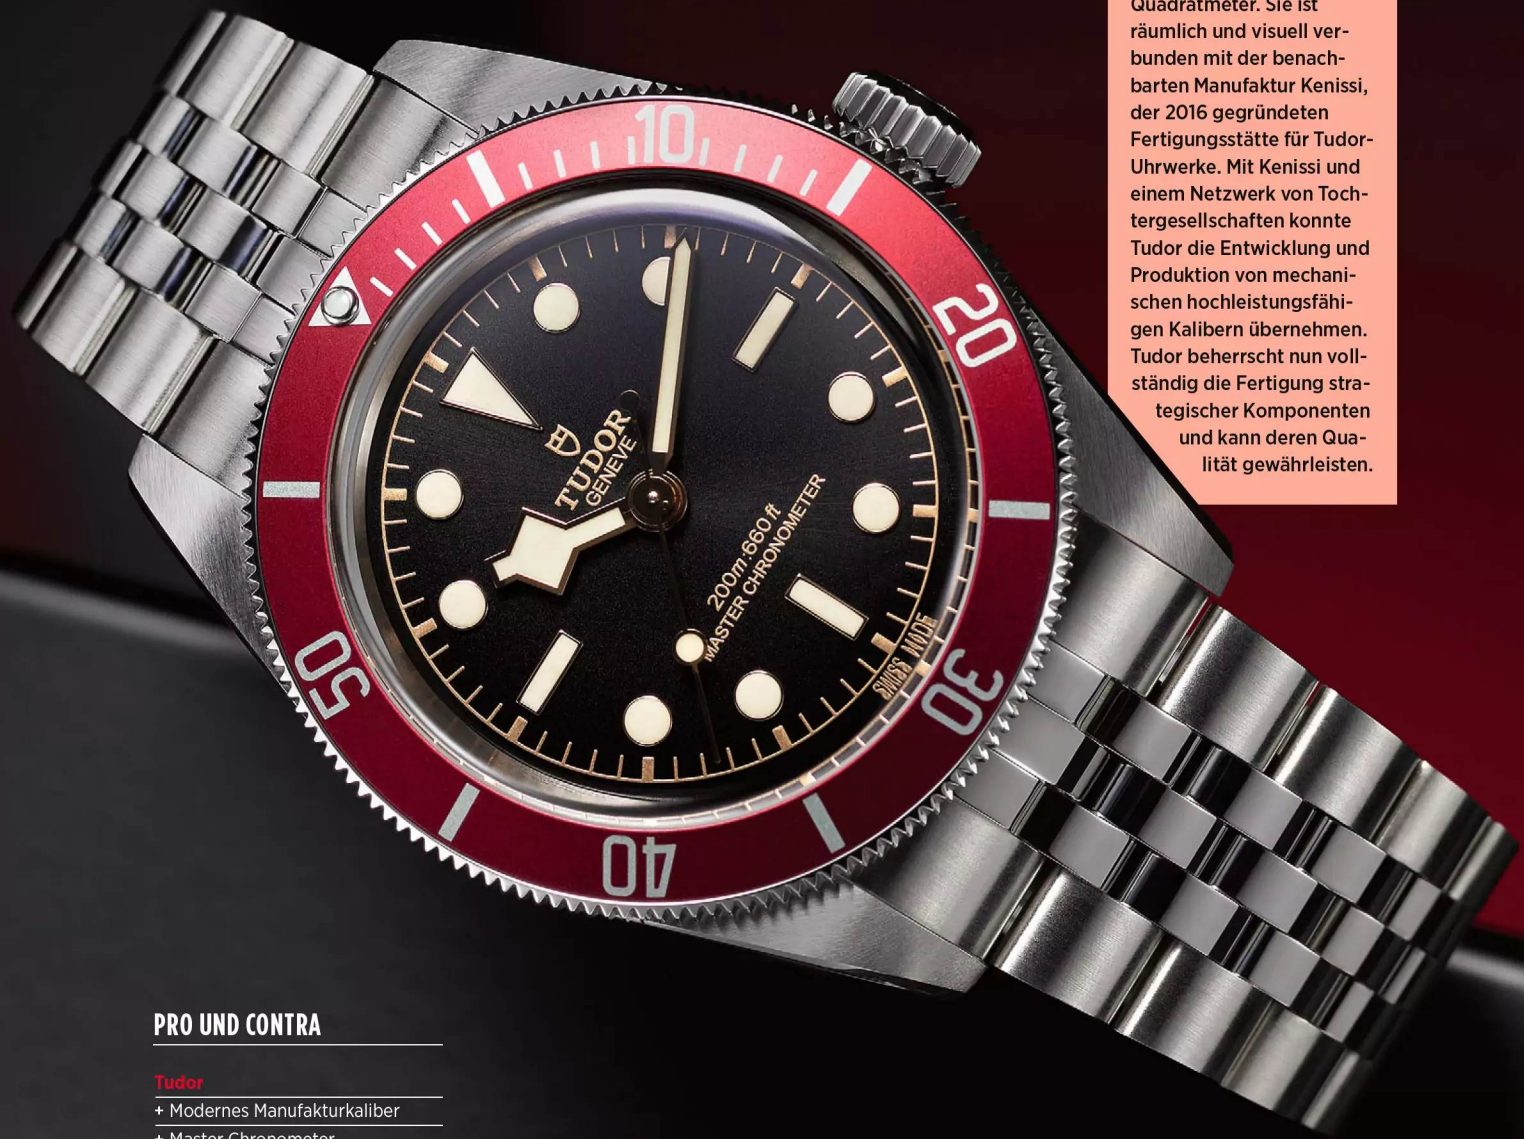 Quadratmeter. Sie ist
räumlich und visuell ver-
bunden mit der benach-
barten Manufaktur Kenissi,
der 2016 gegründeten
Fertigungsstätte für Tudor-
Uhrwerke. Mit Kenissi und
einem Netzwerk von Toch-
tergesellschaften konnte
Tudor die Entwicklung und
Produktion von mechani-
schen hochleistungsfähi-
gen Kalibern übernehmen.
Tudor beherrscht nun voll-
ständig die Fertigung stra-
tegischer Komponenten
und kann deren Qua-
lität gewährleisten.
10
20
30
40
50
TUDOR
GENEVE
200m:660ft
MASTER CHRONOMETER
SWISS MADE
PRO UND CONTRA
Tudor
+ Modernes Manufakturkaliber
+ Master Chronometer